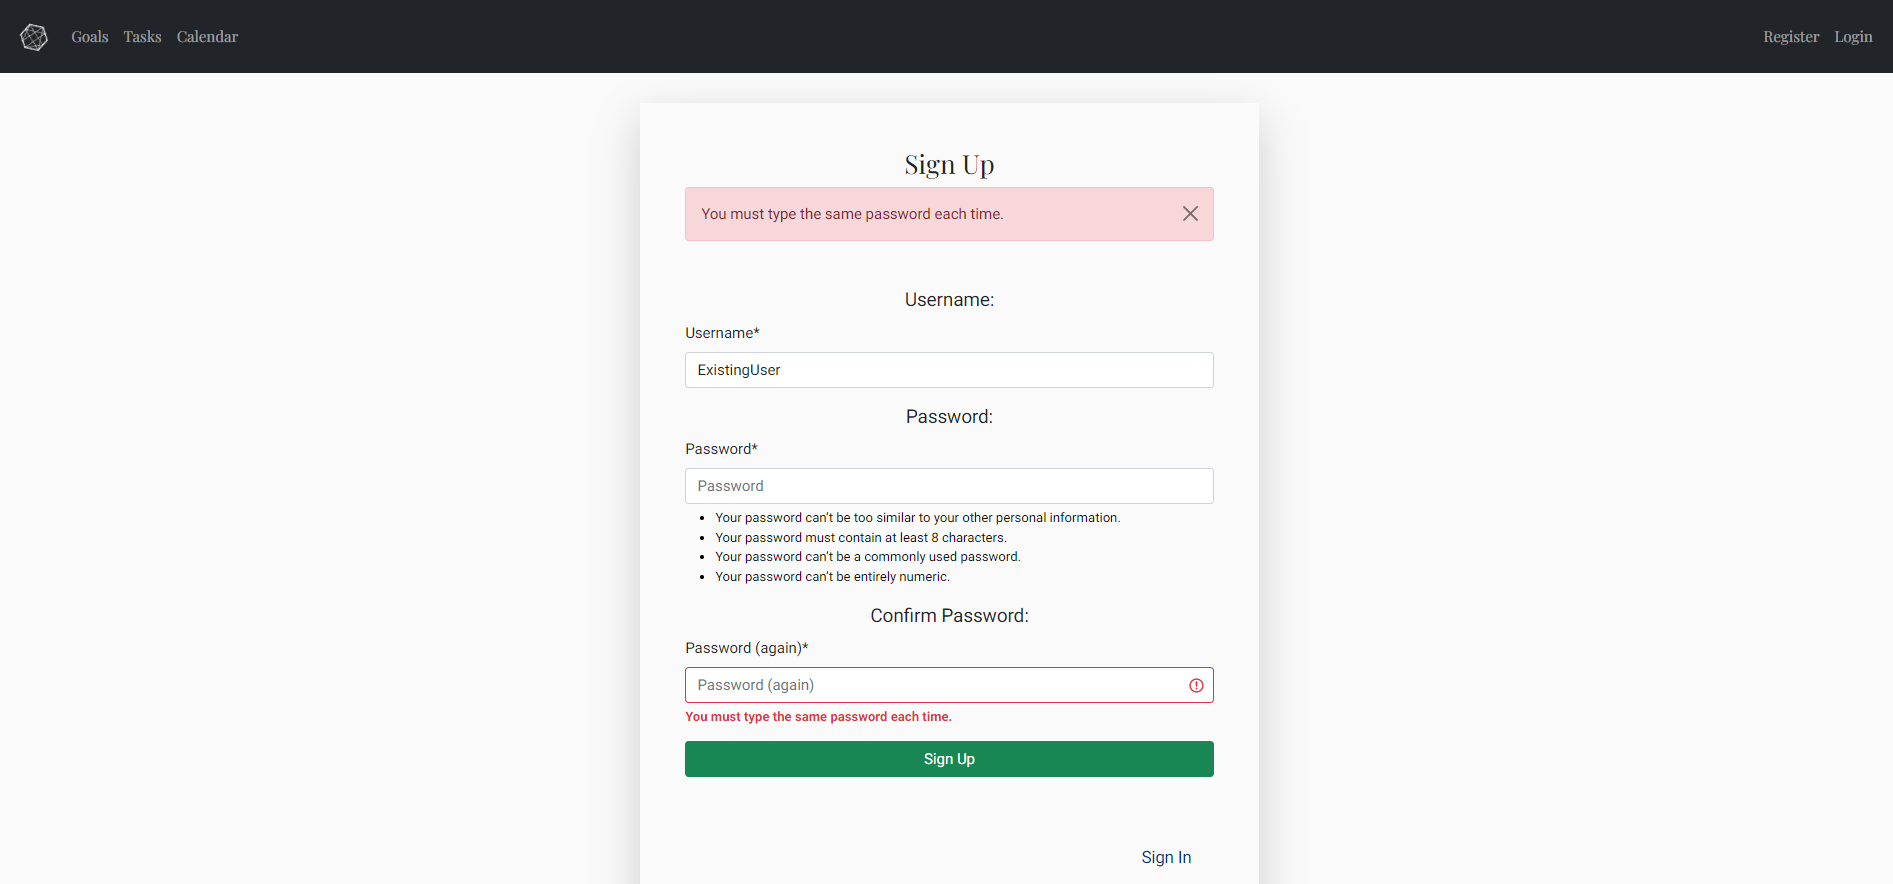 Goals Tasks Calendar Register Login
Sign Up
You must type the same password each time.
Username:
Username*
ExistingUser
Password:
Password*
Password
Your password can't be too similar to your other personal information.
Your password must contain at least 8 characters.
Your password can't be a commonly used password.
Your password can't be entirely numeric.
Confirm Password:
Password (again)*
Password (again)
You must type the same password each time.
Sign Up
Sign In